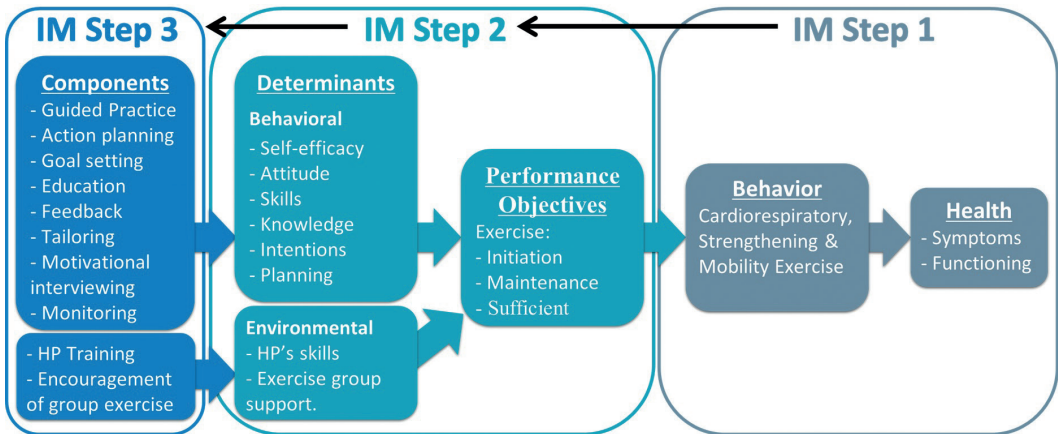 IM Step 3
IM Step 2
IM Step 1
Components
- Guided Practice
- Action planning
- Goal setting
- Education
- Feedback
- Tailoring
- Motivational
interviewing
- Monitoring
- HP Training
- Encouragement
of group exercise
Determinants
Behavioral
- Self-efficacy
- Attitude
- Skills
- Knowledge
- Intentions
- Planning
Environmental
- HP's skills
- Exercise group
support.
Performance
Objectives
Exercise:
- Initiation
- Maintenance
- Sufficient
Behavior
Cardiorespiratory,
Strengthening &
Mobility Exercise
Health
- Symptoms
- Functioning